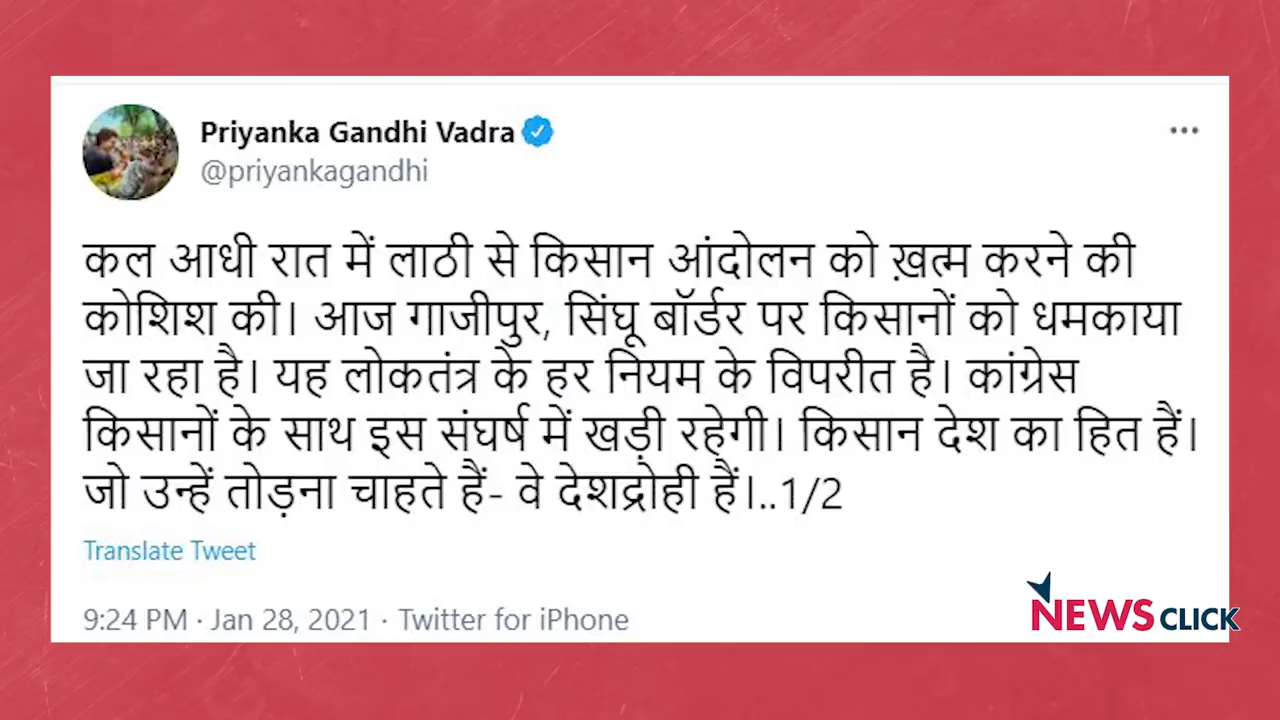 Priyanka Gandhi Vadra
@priyankagandhi
कल आधी रात में लाठी से किसान आंदोलन को ख़त्म करने की
कोशिश की। आज गाजीपुर, सिंघू बॉर्डर पर किसानों को धमकाया
जा रहा है। यह लोकतंत्र के हर नियम के विपरीत है। कांग्रेस
किसानों के साथ इस संघर्ष में खड़ी रहेगी। किसान देश का हित हैं।
जो उन्हें तोड़ना चाहते हैं- वे देशद्रोही हैं।..1/2
Translate Tweet
9:24 PM · Jan 28, 2021 · Twitter for iPhone
NEWS CLICK